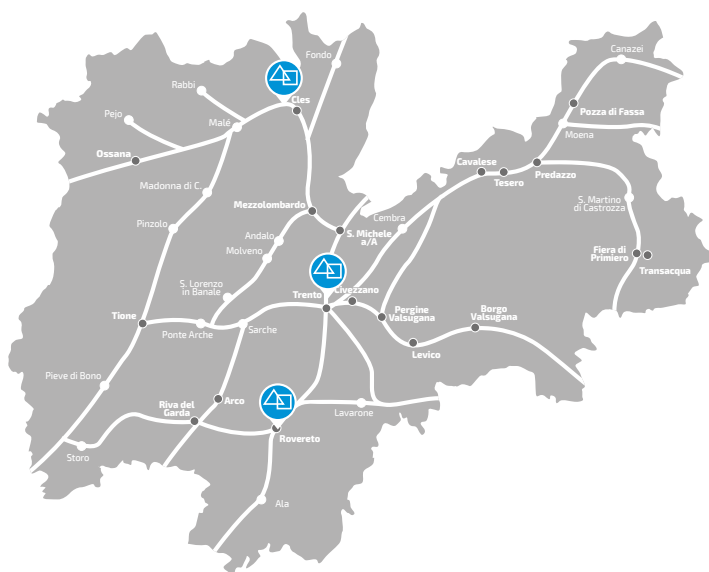 Canazei
Fondo
Rabbi
Cles
Pejo
Malé
Pozza di Fassa
Moena
Ossana
Cavalese
Tesero
Predazzo
Madonna di C.
Mezzolombardo
S. Martino
di Castrozza
Pinzolo
Cembra
Andalo
S. Michele
a/A
Molveno
Fiera di
Primiero
Transacqua
S. Lorenzo
in Banale
Trento
Civezzano
Tione
Pergine
Valsugana
Borgo
Valsugana
Ponte Arche
Sarche
Levico
Pieve di Bono
Riva del
Garda
Arco
Lavarone
Rovereto
Storo
Ala